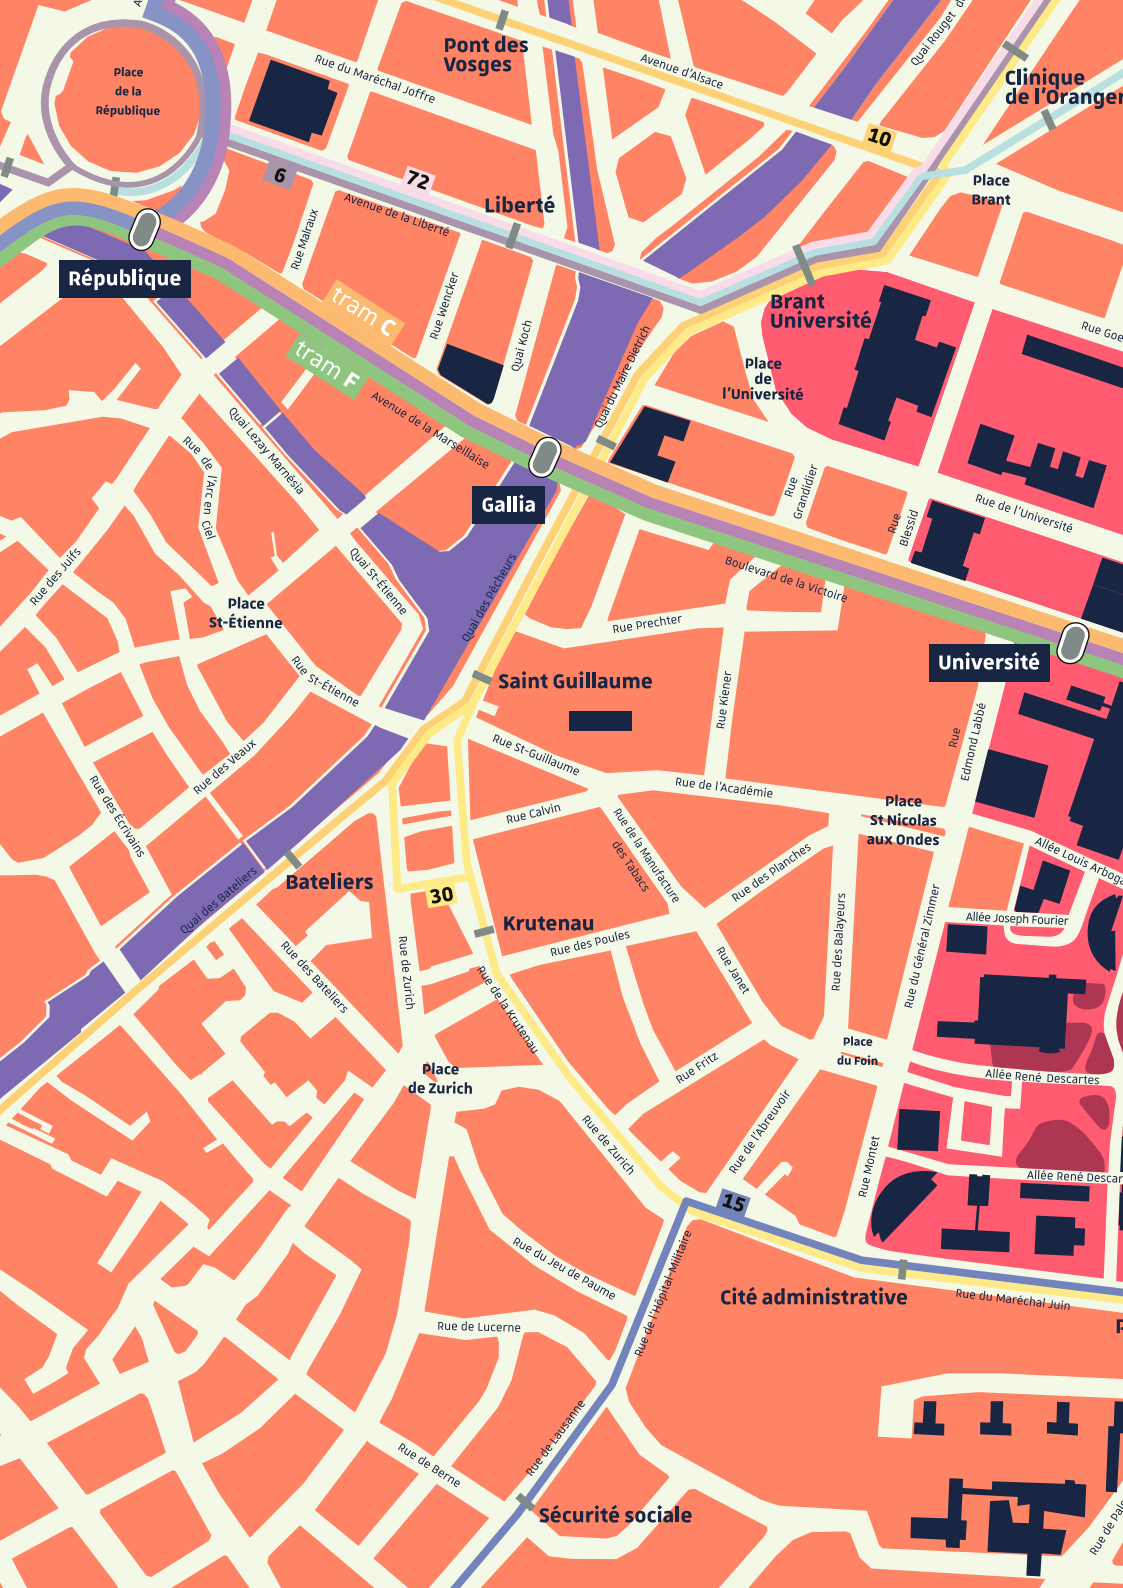 A
Place
de la
République
Rue du Maréchal Joffre
Pont des
Vosges
Avenue d'Alsace
Quai Rouget d
Clinique
de l'Oranger
10
6
72
Liberté
Avenue de la Liberté
Rue Malraux
Place
Brant
République
tram C
tram F
Rue Wencker
Quai Koch
Quai du Maire Dietrich
Brant
Université
Place
de
l'Université
Rue Goe
Avenue de la Marseillaise
Quai Lezay Marnésia
Rue de l'Arc en Ciel
Gallia
Rue
Grandidier
Rue
Blessid
Rue de l'Université
Rue des Juifs
Quai St-Étienne
Quai des Pêcheurs
Boulevard de la Victoire
Place
St-Étienne
Rue Prechter
Université
Rue St-Étienne
Saint Guillaume
Rue Kiener
Rue
Edmond Labbé
Rue St-Guillaume
Rue des Veaux
Rue des Écrivains
Rue de l'Académie
Rue Calvin
Place
St Nicolas
aux Ondes
Rue de la Manufacture
des Tabacs
Rue des Planches
Allée Louis Arboga
Bateliers
Quai des Bateliers
30
Krutenau
Rue des Poules
Rue des Balayeurs
Rue du Général Zimmer
Allée Joseph Fourier
Rue des Bateliers
Rue de Zurich
Rue de la Krutenau
Rue Janet
Place
du Foin
Place
de Zurich
Rue Fritz
Allée René Descartes
Rue de Zurich
Rue de l'Abreuvoir
Rue Montet
Allée René Descar
15
Rue du Jeu de Paume
Rue de l'Hôpital-Militaire
Cité administrative
Rue du Maréchal Juin
P
Rue de Lucerne
Rue de Lausanne
Rue de Berne
Sécurité sociale
Rue de Pale